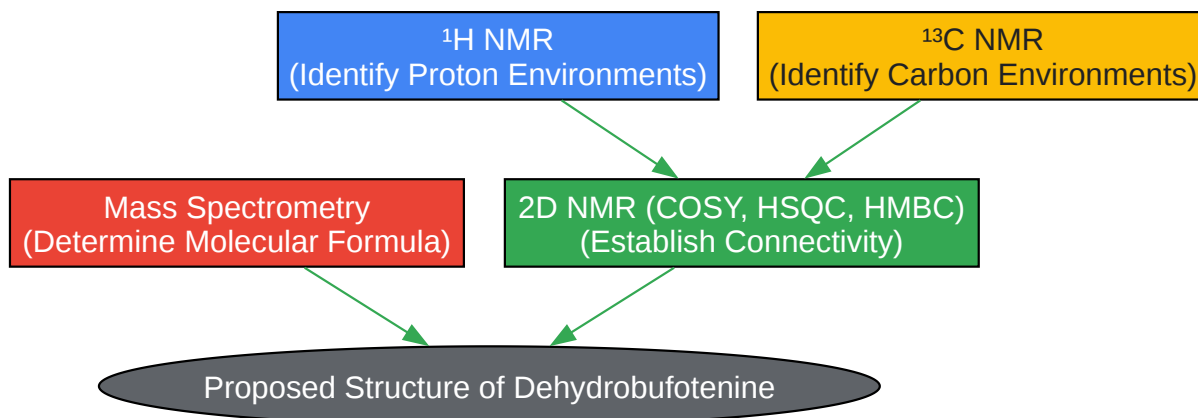 ¹H NMR
(Identify Proton Environments)
¹³C NMR
(Identify Carbon Environments)
Mass Spectrometry
(Determine Molecular Formula)
2D NMR (COSY, HSQC, HMBC)
(Establish Connectivity)
Proposed Structure of Dehydrobufotenine